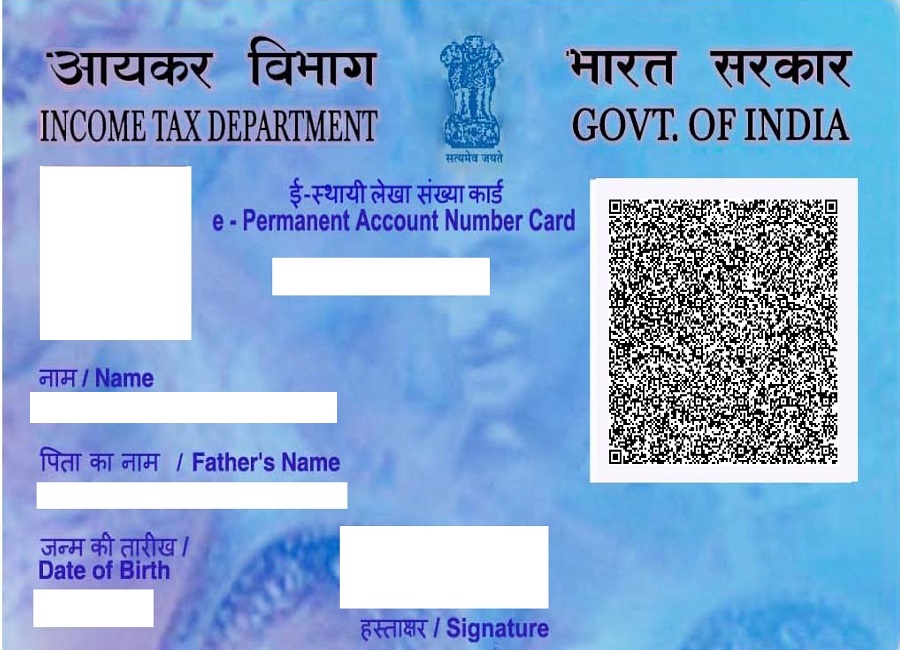 आयकर विभाग
INCOME TAX DEPARTMENT
सत्यमेव जयते
भारत सरकार
GOVT. OF INDIA
ई-स्थायी लेखा संख्या कार्ड
e - Permanent Account Number Card
नाम / Name
पिता का नाम / Father's Name
जन्म की तारीख /
Date of Birth
हस्ताक्षर / Signature